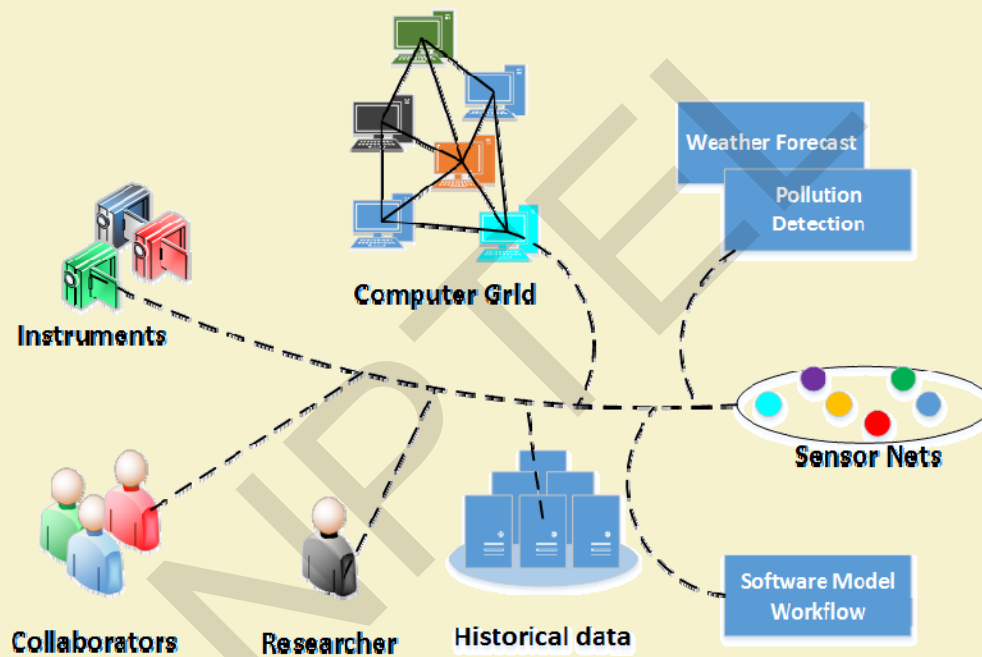 Weather Forecast
Pollution
Detection
Computer Grid
Instruments
Sensor Nets
Software Model
Workflow
Collaborators
Researcher
Historical data
NPTEL